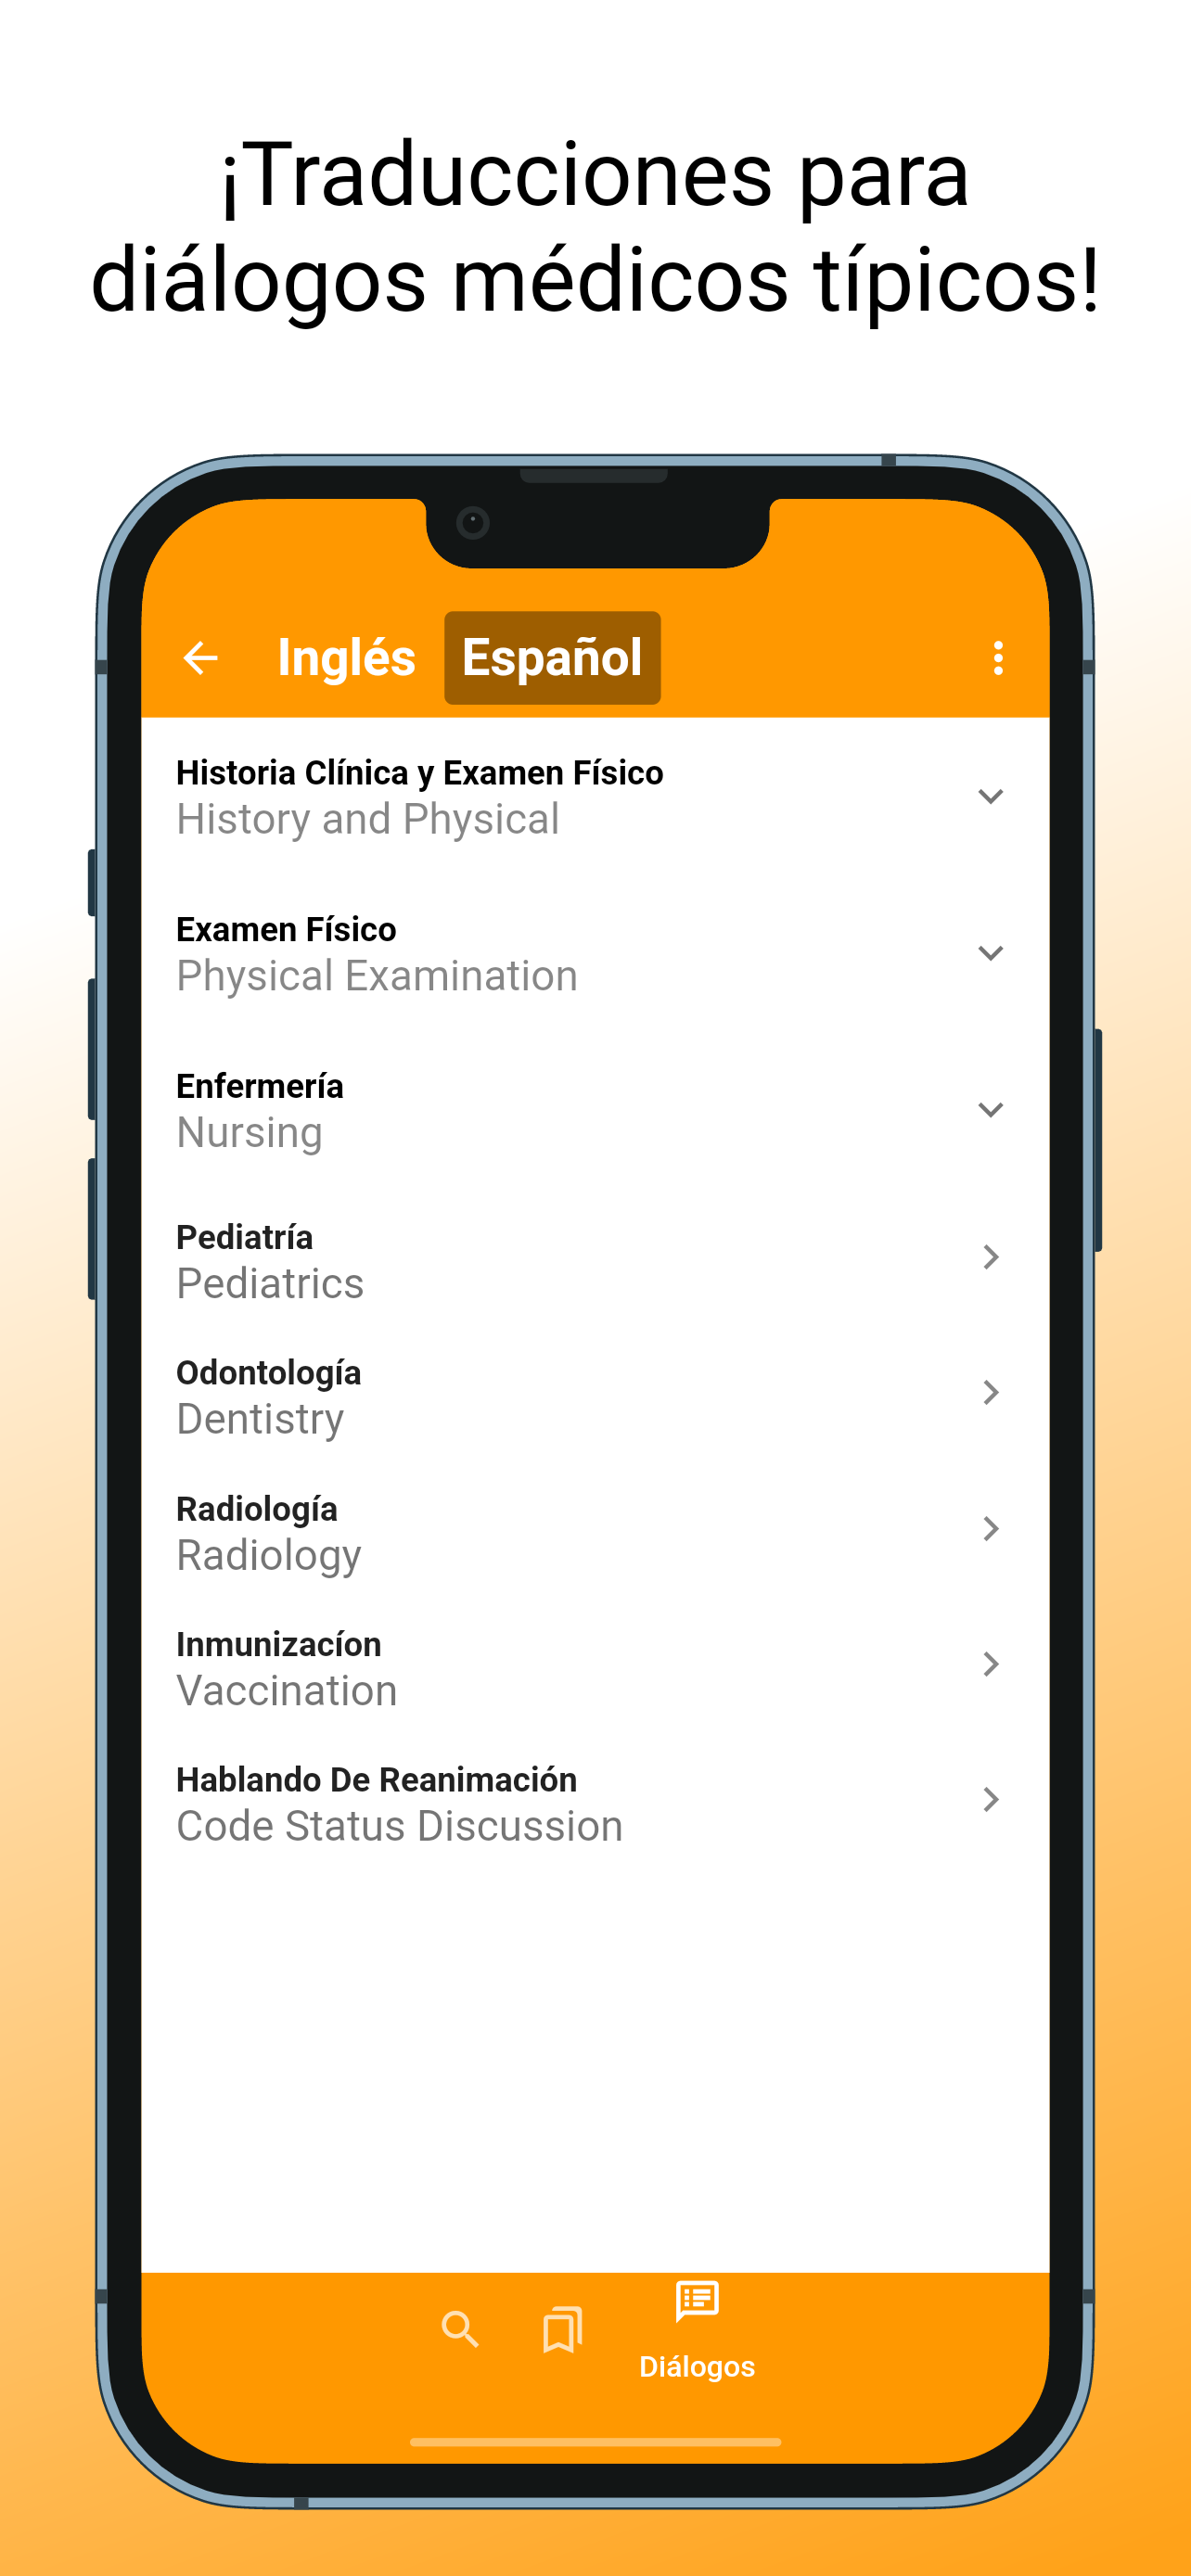 ¡Traducciones para
diálogos médicos típicos!
Inglés Español
Historia Clínica y Examen Físico
History and Physical
Examen Físico
Physical Examination
Enfermería
Nursing
Pediatría
Pediatrics
Odontología
Dentistry
Radiología
Radiology
Inmunizacíon
Vaccination
Hablando De Reanimación
Code Status Discussion
Diálogos